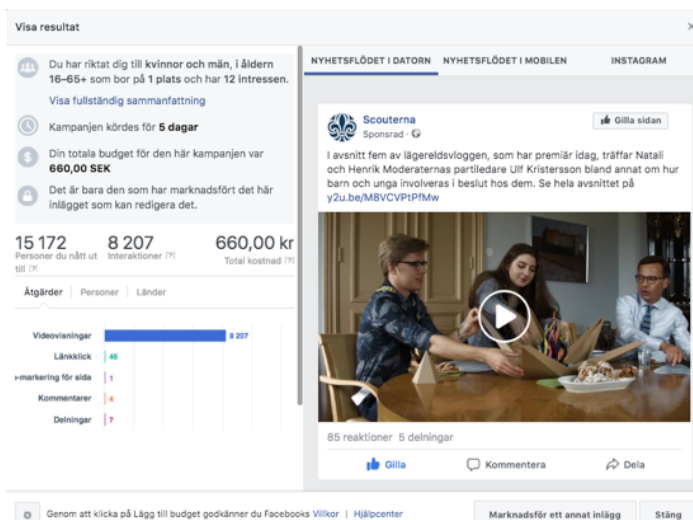 Visa resultat
Du har riktat dig till kvinnor och män, i åldern
16–65+ som bor på 1 plats och har 12 intressen.
Visa fullständig sammanfattning
Kampanjen kördes för 5 dagar
Din totala budget för den här kampanjen var
660,00 SEK
Det är bara den som har marknadsfört det här
inlägget som kan redigera det.
15 172
Personer du nått ut
till [?]
8 207
Interaktioner [?]
660,00 kr
Total kostnad [?]
Åtgärder
Personer
Länder
Videovisningar 8 207
Länkklick 46
-markering för sida 1
Kommentarer 4
Delningar 7
NYHETSFLÖDET I DATORN
NYHETSFLÖDET I MOBILEN
INSTAGRAM
Scouterna
Sponsrad ·
Gilla sidan
I avsnitt fem av lägereldsvloggen, som har premiär idag, träffar Natali
och Henrik Moderaternas partiledare Ulf Kristersson bland annat om hur
barn och unga involveras i beslut hos dem. Se hela avsnittet på
y2u.be/M8VCVPtPfMw
85 reaktioner 5 delningar
Gilla
Kommentera
Dela
Genom att klicka på Lägg till budget godkänner du Facebooks Villkor | Hjälpcenter
Marknadsför ett annat inlägg
Stäng